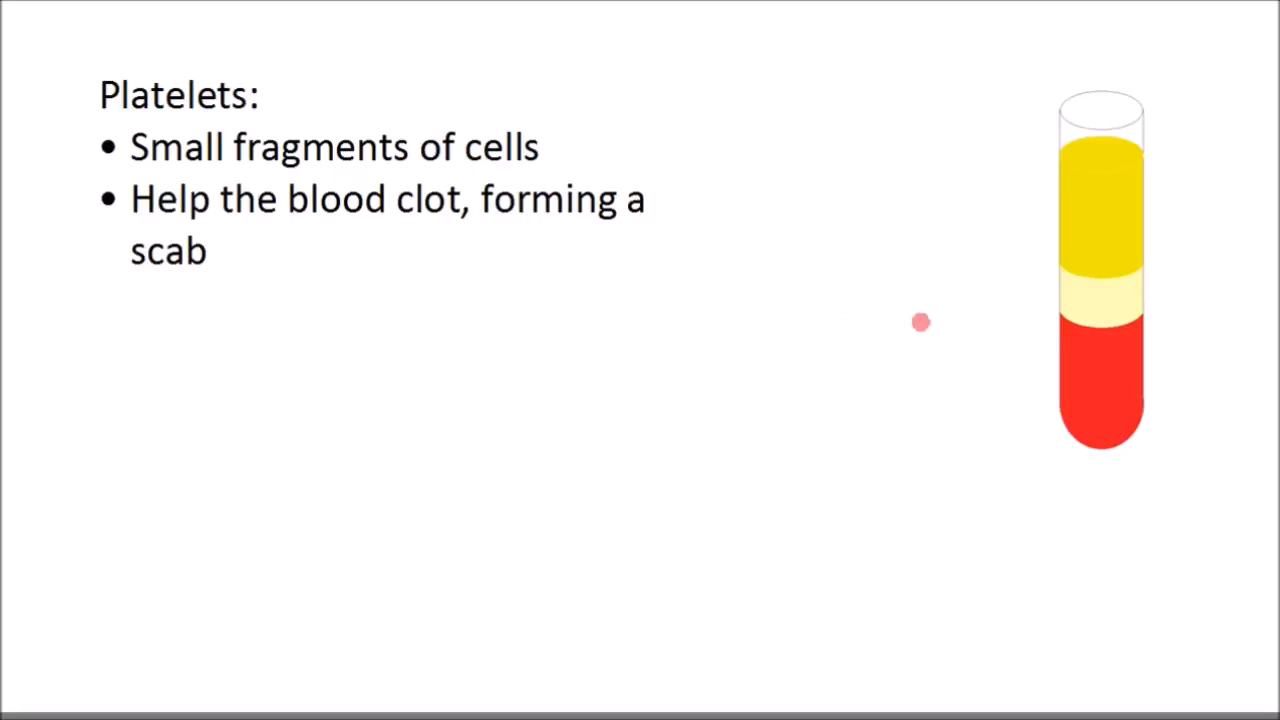 Platelets:
• Small fragments of cells
• Help the blood clot, forming a
scab